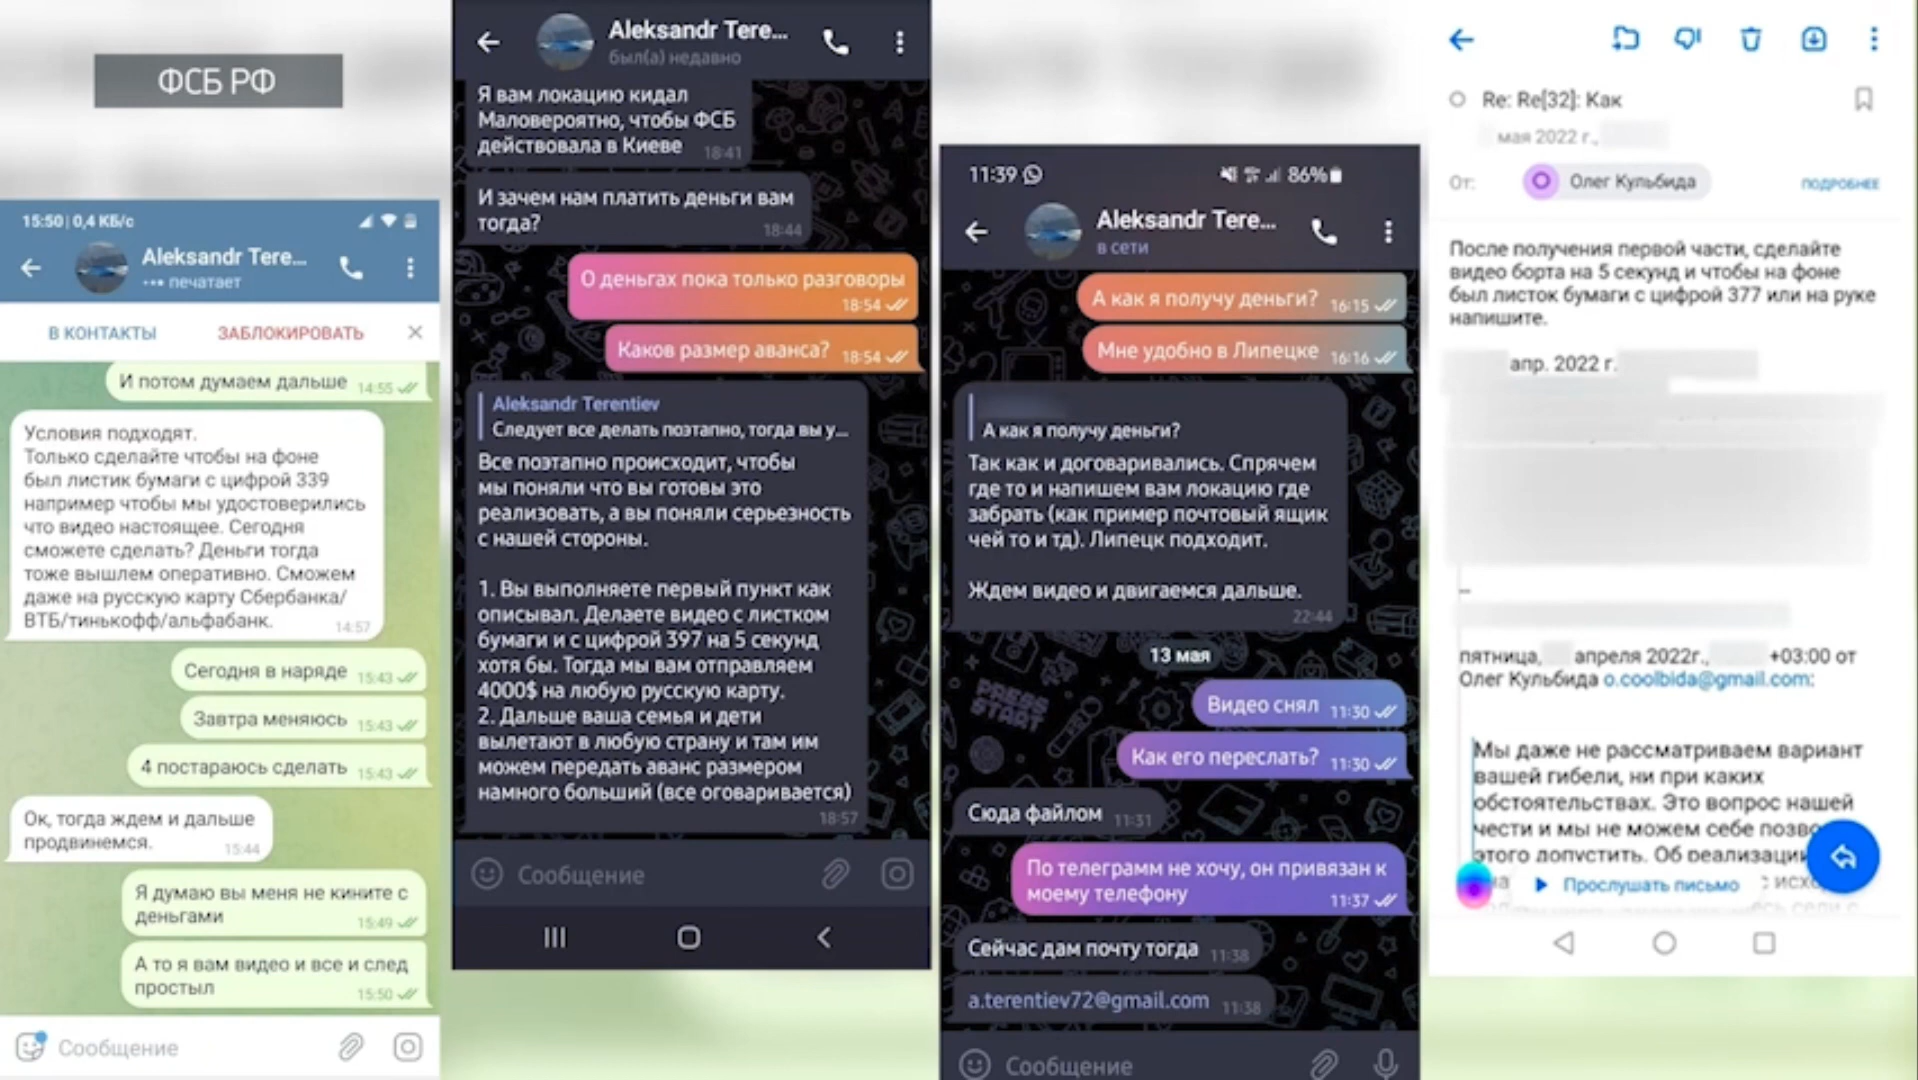 ФСБ РФ
15:50 | 0,4 КБ/с
Aleksandr Tere...
••• печатает
В КОНТАКТЫ
ЗАБЛОКИРОВАТЬ
И потом думаем дальше 14:55
Условия подходят.
Только сделайте чтобы на фоне
был листик бумаги с цифрой 339
например чтобы мы удостоверились
что видео настоящее. Сегодня
сможете сделать? Деньги тогда
тоже вышлем оперативно. Сможем
даже на русскую карту Сбербанка/
ВТБ/тинькофф/альфабанк. 14:57
Сегодня в наряде 15:43
Завтра меняюсь 15:43
4 постараюсь сделать 15:43
Ок, тогда ждем и дальше
продвинемся. 15:44
Я думаю вы меня не кините с
деньгами 15:49
А то я вам видео и все и след
простыл 15:50
Сообщение
Aleksandr Tere...
был(а) недавно
Я вам локацию кидал
Маловероятно, чтобы ФСБ
действовала в Киеве 18:41
И зачем нам платить деньги вам
тогда? 18:44
О деньгах пока только разговоры
18:54
Каков размер аванса? 18:54
Aleksandr Terentiev
Следует все делать поэтапно, тогда вы у...
Все поэтапно происходит, чтобы
мы поняли что вы готовы это
реализовать, а вы поняли серьезность
с нашей стороны.
1. Вы выполняете первый пункт как
описывал. Делаете видео с листком
бумаги и с цифрой 397 на 5 секунд
хотя бы. Тогда мы вам отправляем
4000$ на любую русскую карту.
2. Дальше ваша семья и дети
вылетают в любую страну и там им
можем передать аванс размером
намного больший (все оговаривается)
18:57
Сообщение
11:39
86%
Aleksandr Tere...
в сети
А как я получу деньги? 16:15
Мне удобно в Липецке 16:16
А как я получу деньги?
Так как и договаривались. Спрячем
где то и напишем вам локацию где
забрать (как пример почтовый ящик
чей то и тд). Липецк подходит.
Ждем видео и двигаемся дальше.
22:44
13 мая
PRESS
START
Видео снял 11:30
Как его переслать? 11:30
Сюда файлом 11:31
По телеграмм не хочу, он привязан к
моему телефону 11:37
Сейчас дам почту тогда 11:38
a.terentiev72@gmail.com 11:38
Сообщение
Re: Re[32]: Как
мая 2022 г.,
От: Олег Кульбида ПОДРОБНЕЕ
После получения первой части, сделайте
видео борта на 5 секунд и чтобы на фоне
был листок бумаги с цифрой 377 или на руке
напишите.
апр. 2022 г.
пятница, апреля 2022г., +03:00 от
Олег Кульбида o.coolbida@gmail.com:
Мы даже не рассматриваем вариант
вашей гибели, ни при каких
обстоятельствах. Это вопрос нашей
чести и мы не можем себе
этого допустить. Об
Прослушать письмо